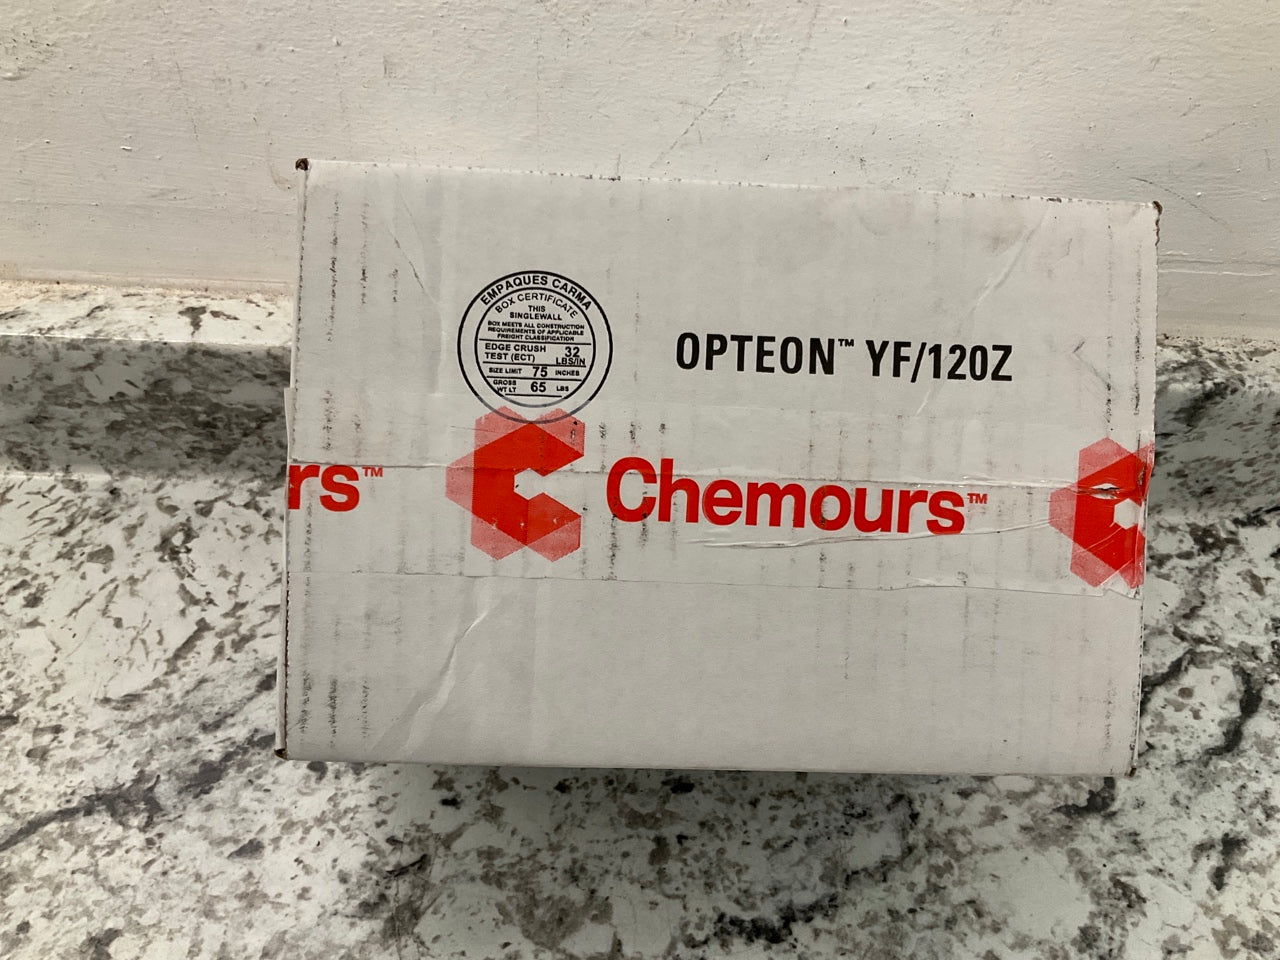 EMPAQUES CARMA
BOX CERTIFICATE
THIS
SINGLEWALL
BOX MEETS ALL CONSTRUCTION
REQUIREMENTS OF APPLICABLE
FREIGHT CLASSIFICATION
EDGE CRUSH TEST (ECT) 32 LBS/IN
SIZE LIMIT 75 INCHES
GROSS WT LT 65 LBS
OPTEON™ YF/120Z
rs™
Chemours™